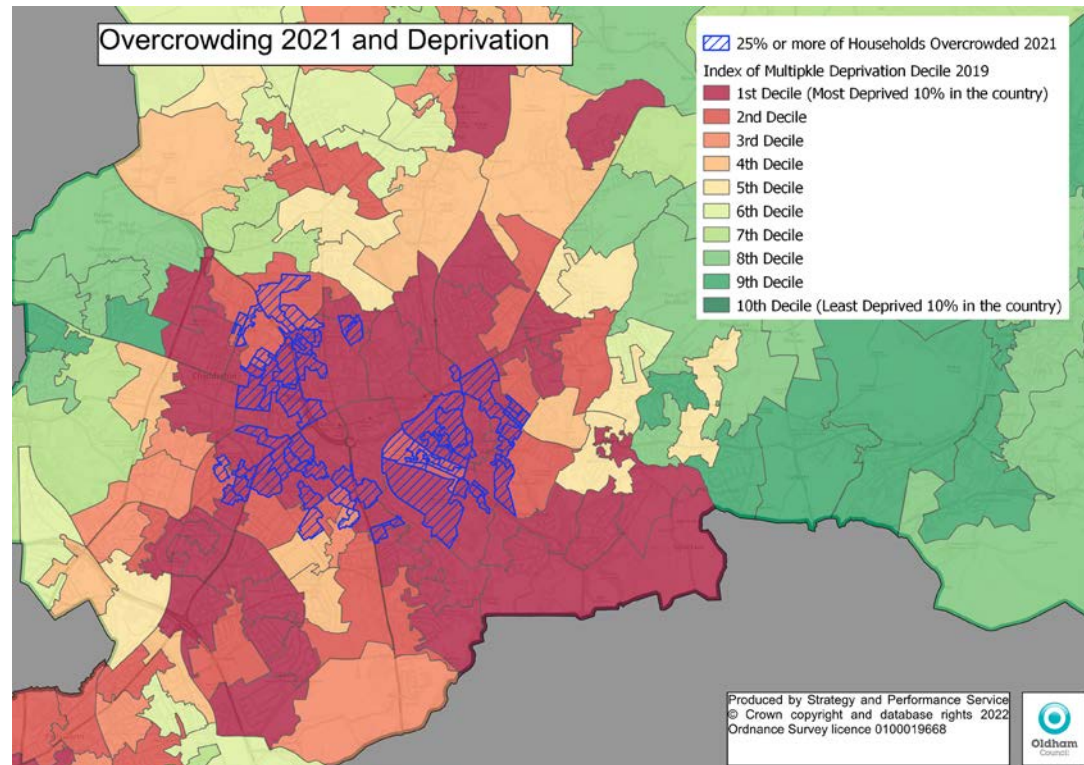 Overcrowding 2021 and Deprivation
25% or more of Households Overcrowded 2021
Index of Multipkle Deprivation Decile 2019
1st Decile (Most Deprived 10% in the country)
2nd Decile
3rd Decile
4th Decile
5th Decile
6th Decile
7th Decile
8th Decile
9th Decile
10th Decile (Least Deprived 10% in the country)
Chadderton
Produced by Strategy and Performance Service
© Crown copyright and database rights 2022
Ordnance Survey licence 0100019668
Oldham
Council